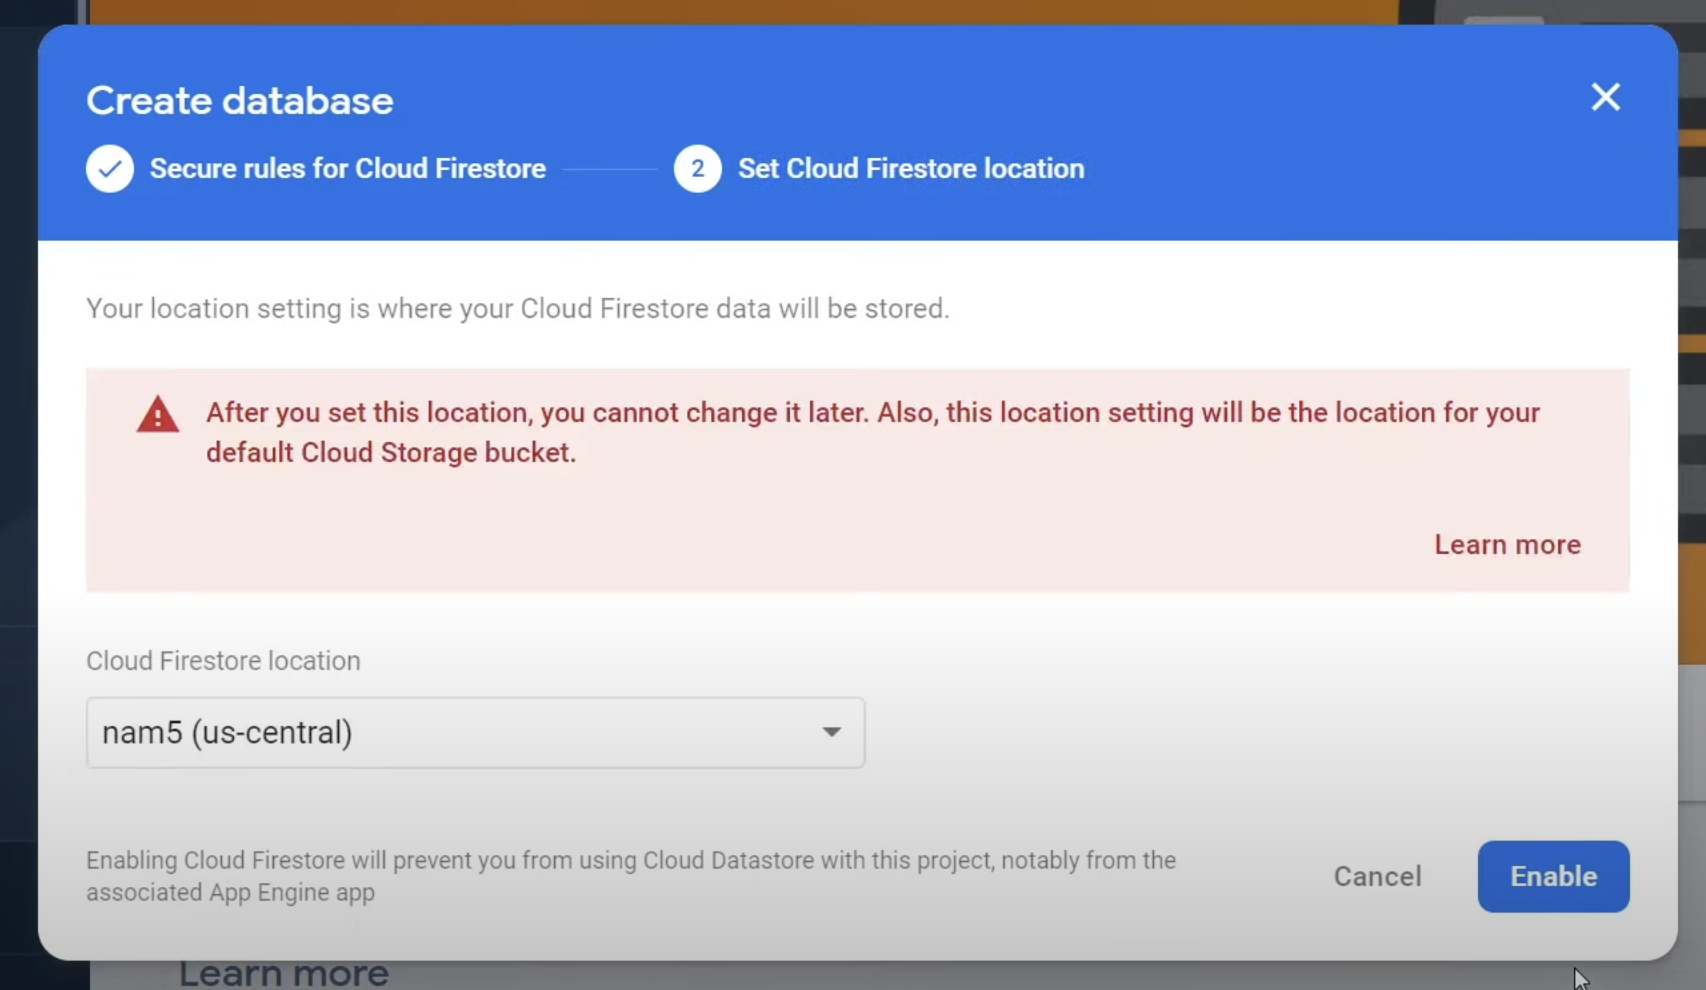 Create database
Secure rules for Cloud Firestore
2 Set Cloud Firestore location
Your location setting is where your Cloud Firestore data will be stored.
After you set this location, you cannot change it later. Also, this location setting will be the location for your
default Cloud Storage bucket.
Learn more
Cloud Firestore location
nam5 (us-central)
Enabling Cloud Firestore will prevent you from using Cloud Datastore with this project, notably from the
associated App Engine app
Cancel
Enable
Learn more